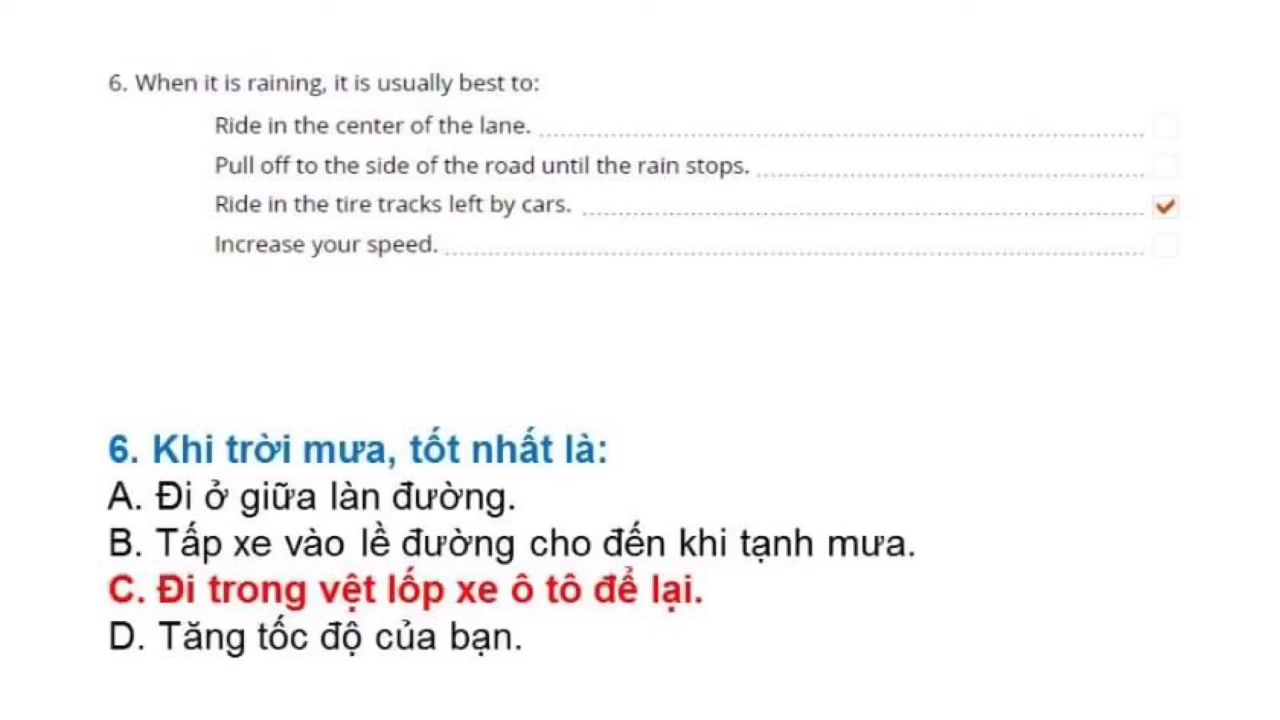 6. When it is raining, it is usually best to:
Ride in the center of the lane.
Pull off to the side of the road until the rain stops.
Ride in the tire tracks left by cars.
Increase your speed.
6. Khi trời mưa, tốt nhất là:
A. Đi ở giữa làn đường.
B. Tấp xe vào lề đường cho đến khi tạnh mưa.
C. Đi trong vệt lốp xe ô tô để lại.
D. Tăng tốc độ của bạn.